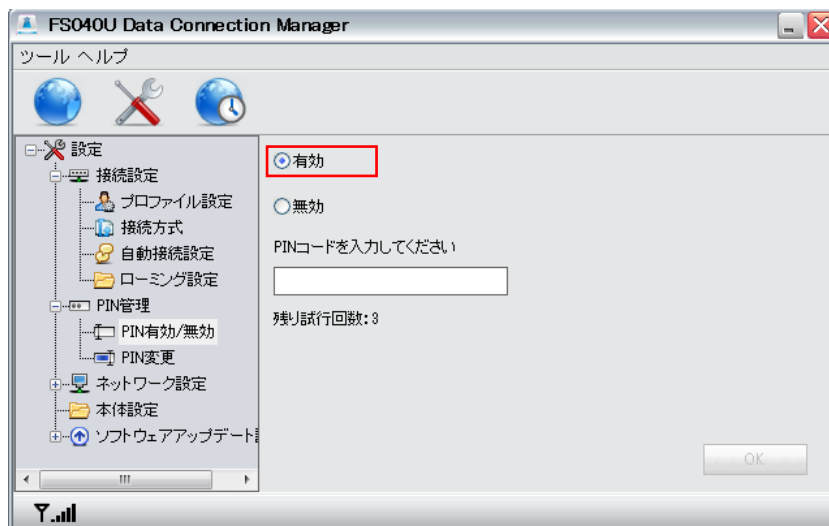 FS040U Data Connection Manager
ツール ヘルプ
設定
接続設定
プロファイル設定
接続方式
自動接続設定
ローミング設定
PIN管理
PIN有効/無効
PIN変更
ネットワーク設定
本体設定
ソフトウェアアップデート
有効
無効
PINコードを入力してください
残り試行回数:3
OK